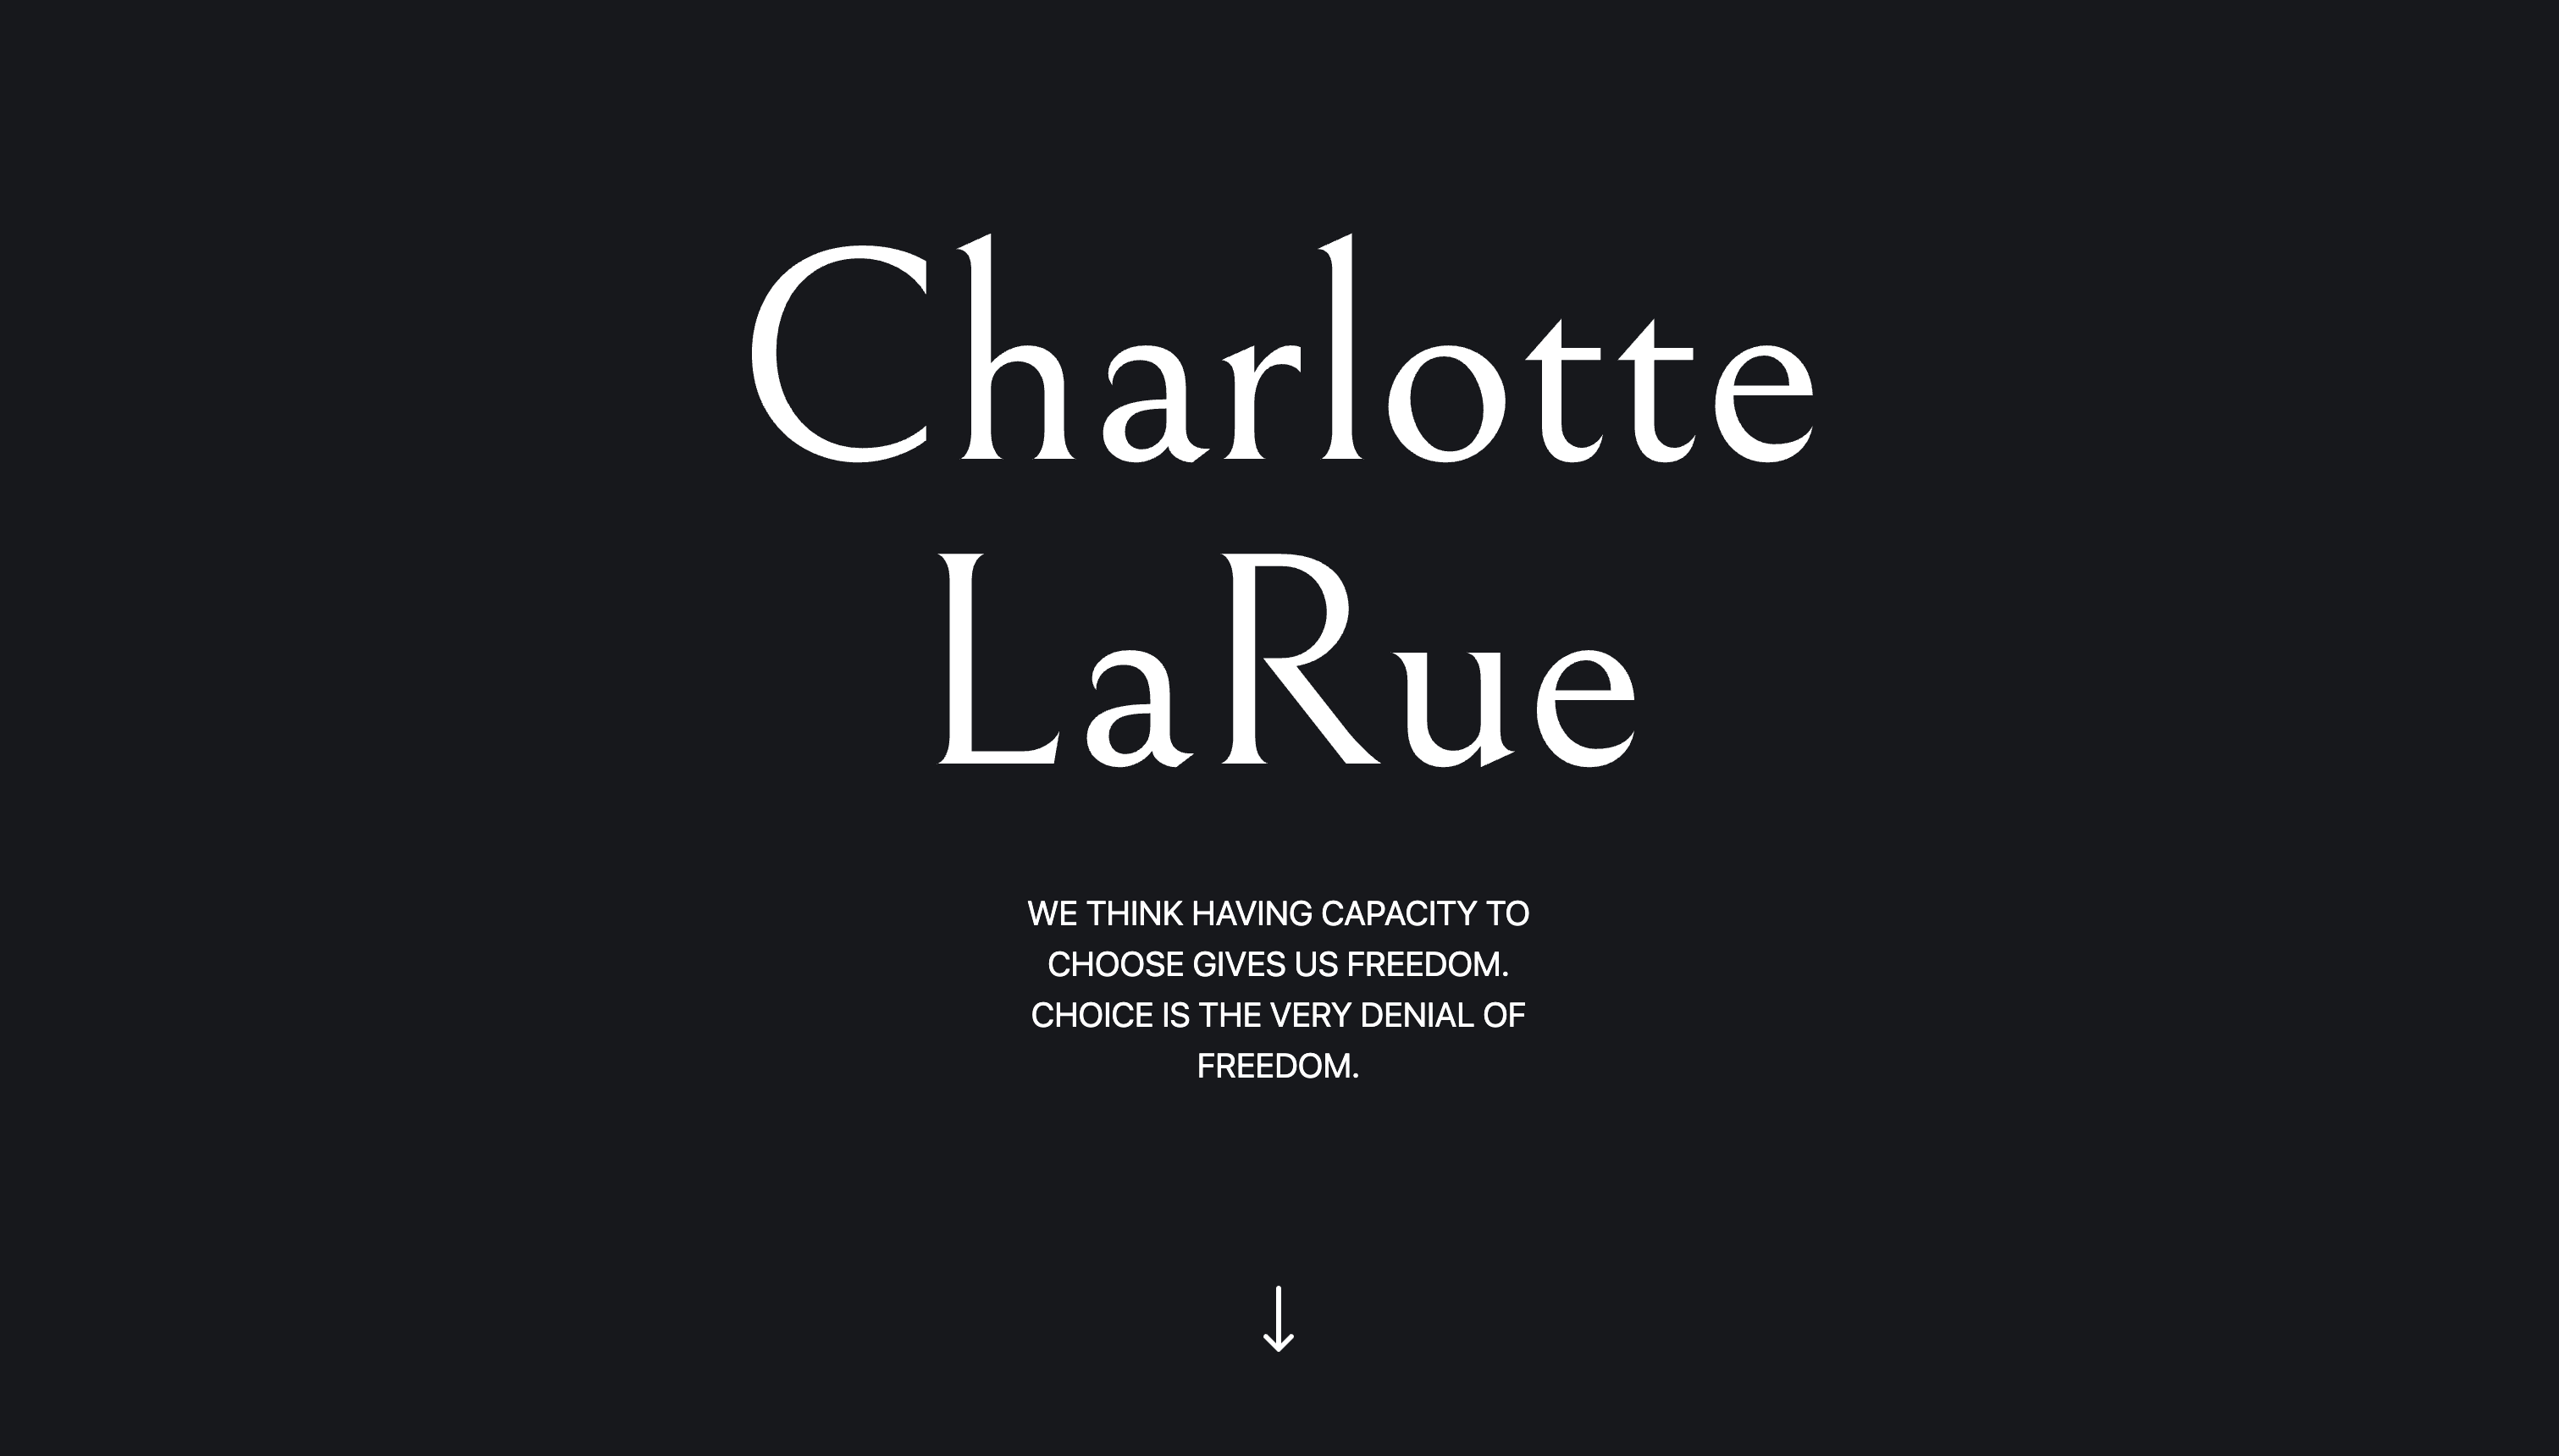 Charlotte
LaRue
WE THINK HAVING CAPACITY TO
CHOOSE GIVES US FREEDOM.
CHOICE IS THE VERY DENIAL OF
FREEDOM.